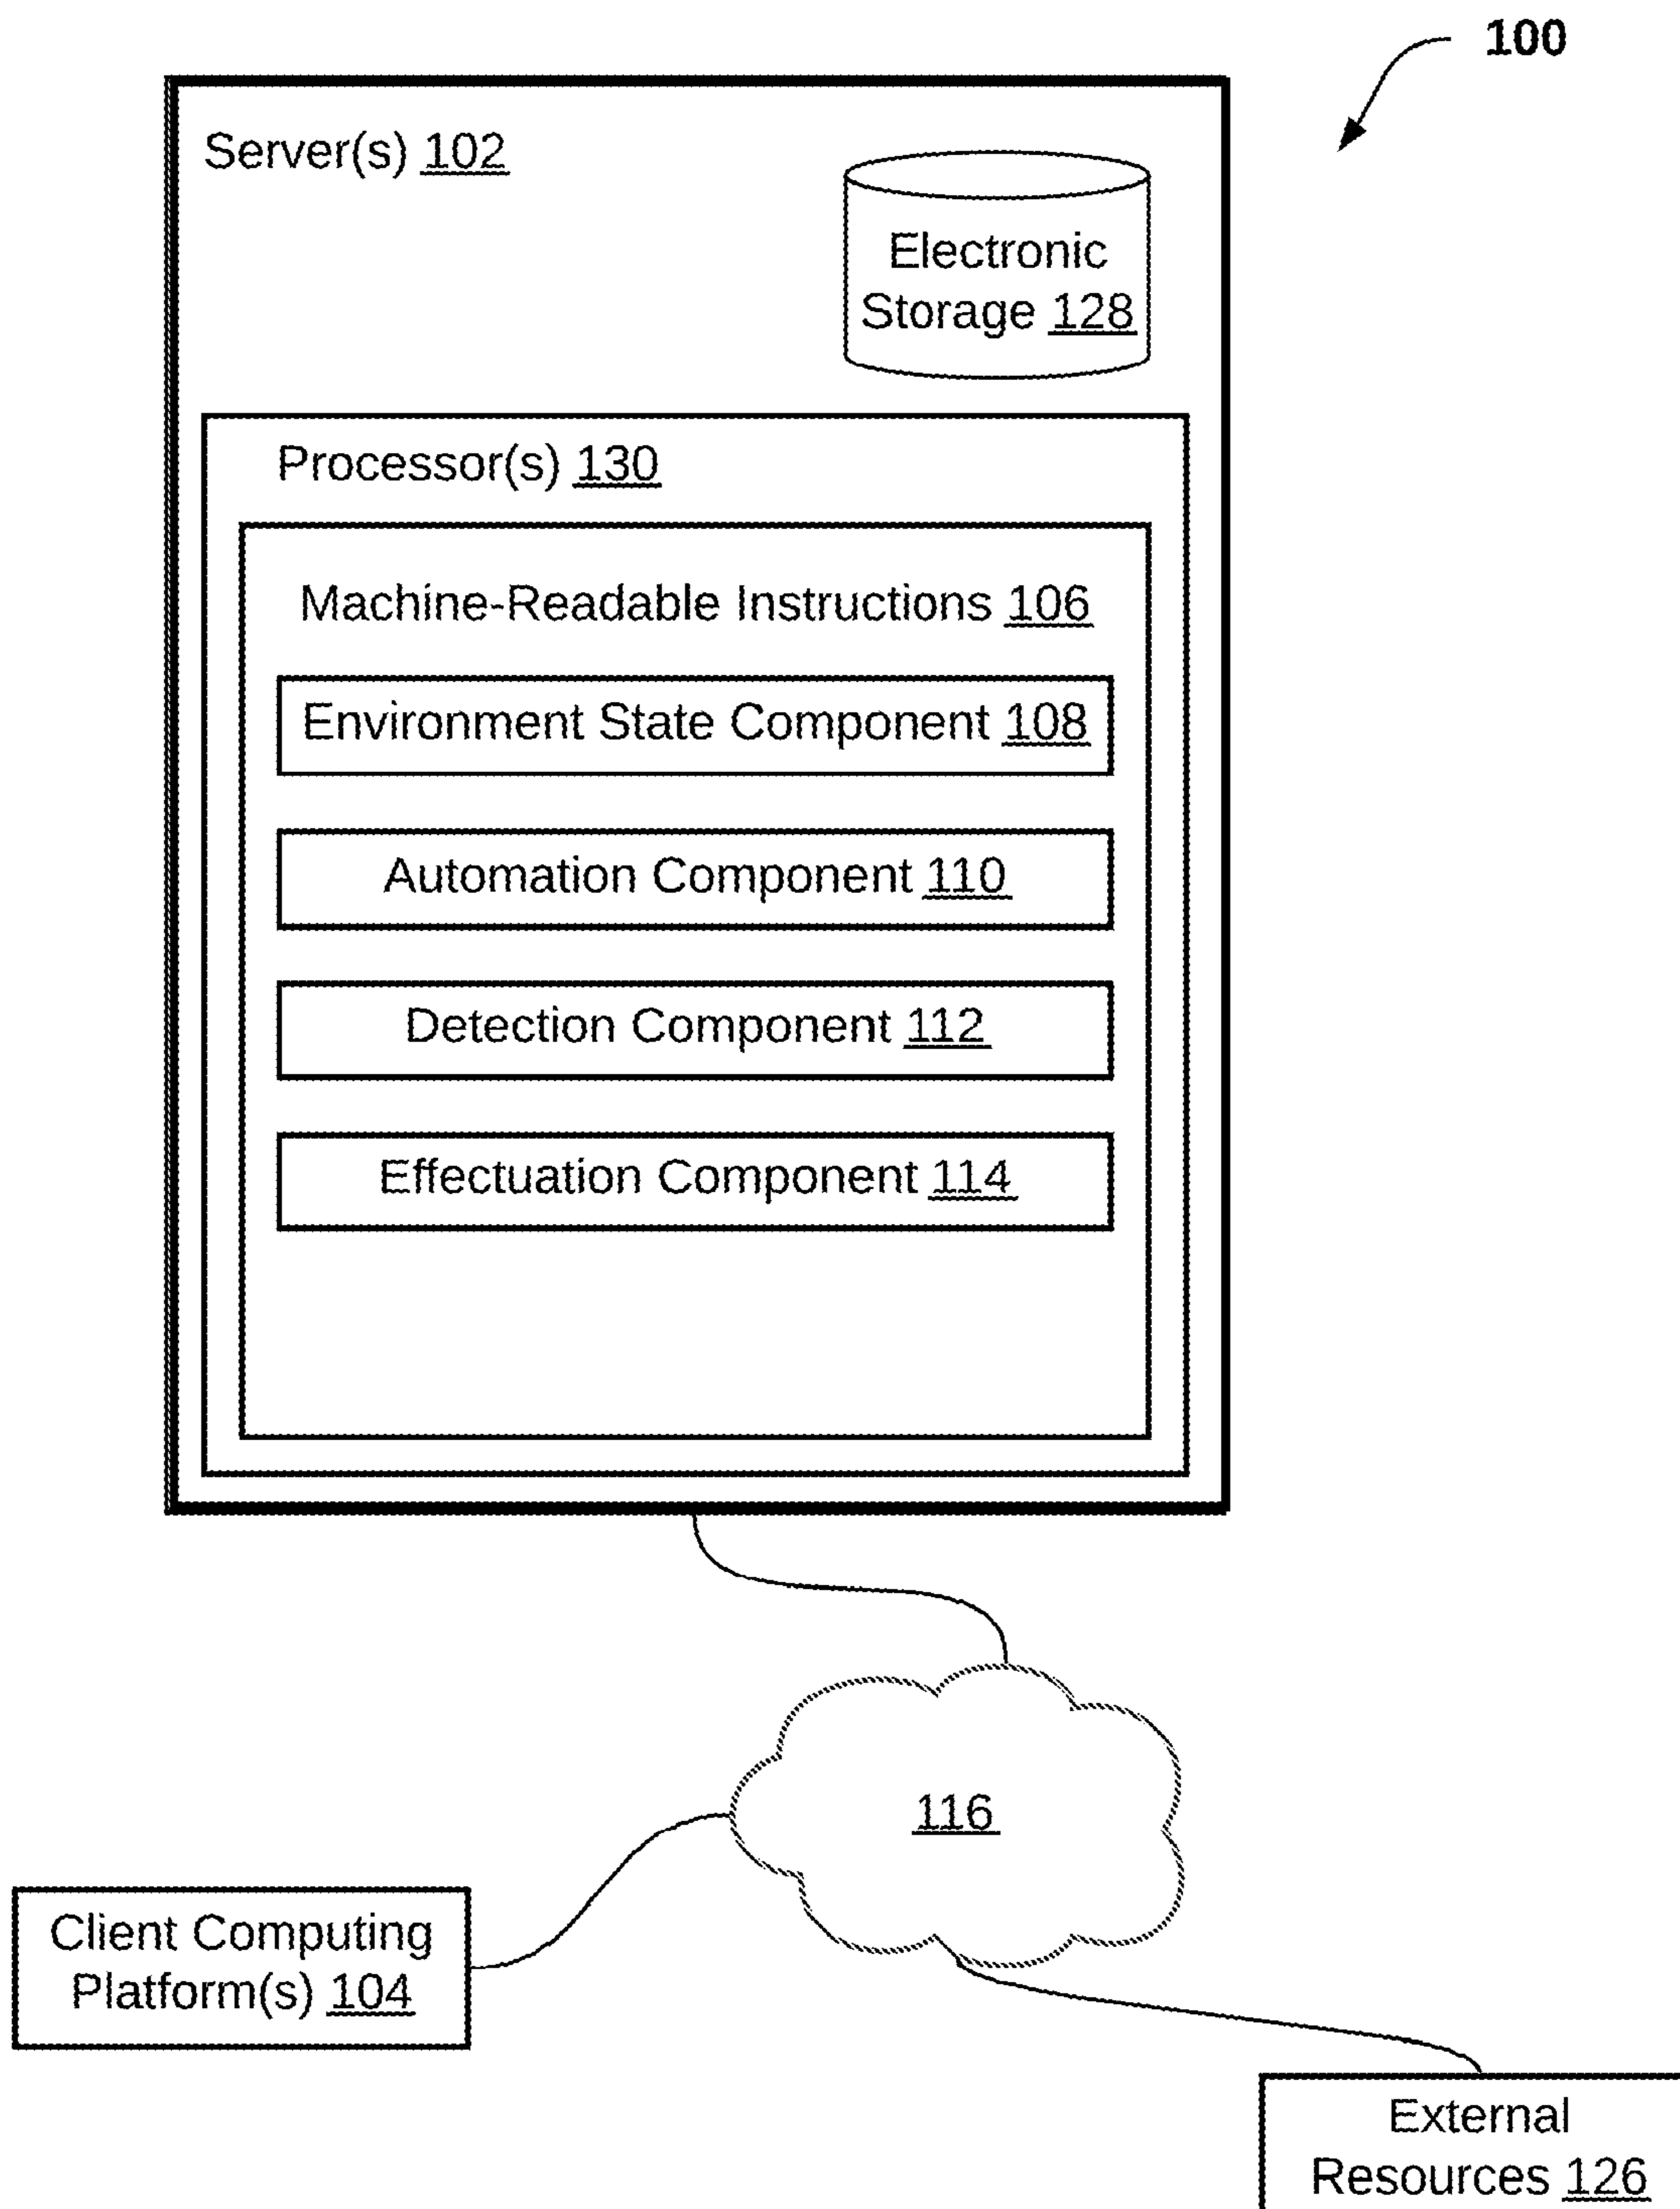 100
Server(s) 102
Electronic
Storage 128
Processor(s) 130
Machine-Readable Instructions 106
Environment State Component 108
Automation Component 110
Detection Component 112
Effectuation Component 114
116
Client Computing
Platform(s) 104
External
Resources 126